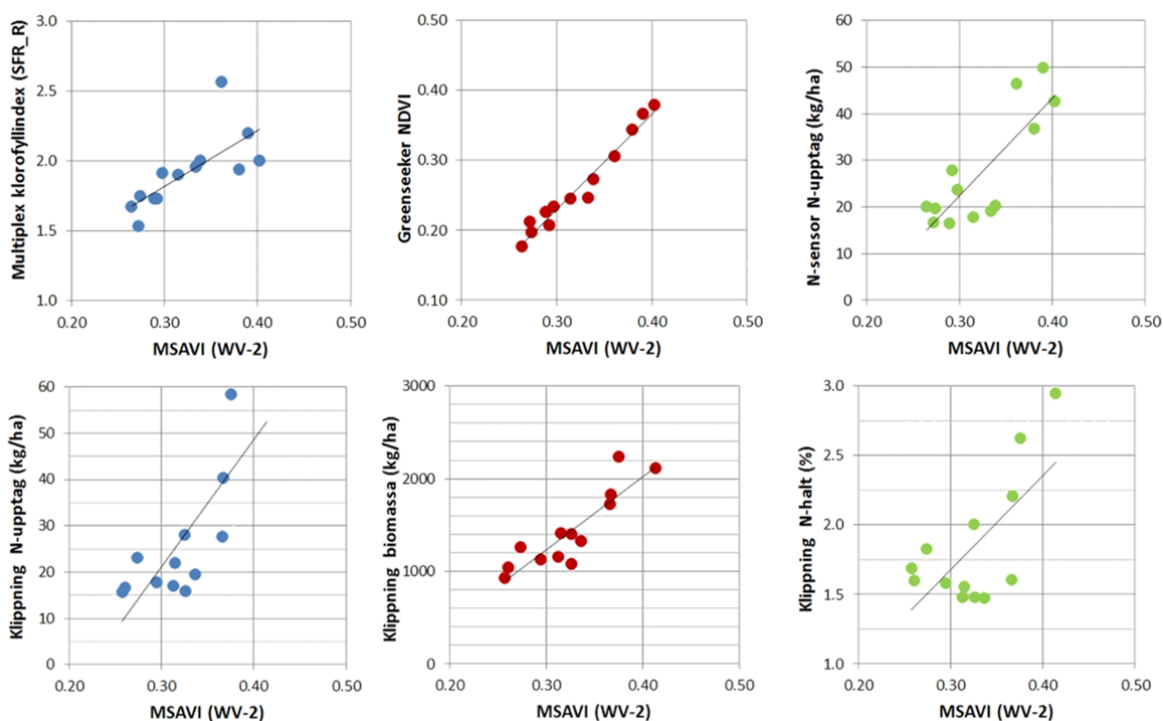 Multiplex klorofyllindex (SFR_R)
3.0
2.5
2.0
1.5
1.0
0.20 0.30 0.40 0.50
MSAVI (WV-2)
Greenseeker NDVI
0.50
0.40
0.30
0.20
0.10
0.20 0.30 0.40 0.50
MSAVI (WV-2)
N-sensor N-upptag (kg/ha)
60
50
40
30
20
10
0
0.20 0.30 0.40 0.50
MSAVI (WV-2)
Klippning N-upptag (kg/ha)
60
50
40
30
20
10
0
0.20 0.30 0.40 0.50
MSAVI (WV-2)
Klippning biomassa (kg/ha)
3000
2000
1000
0
0.20 0.30 0.40 0.50
MSAVI (WV-2)
Klippning N-halt (%)
3.0
2.5
2.0
1.5
1.0
0.20 0.30 0.40 0.50
MSAVI (WV-2)